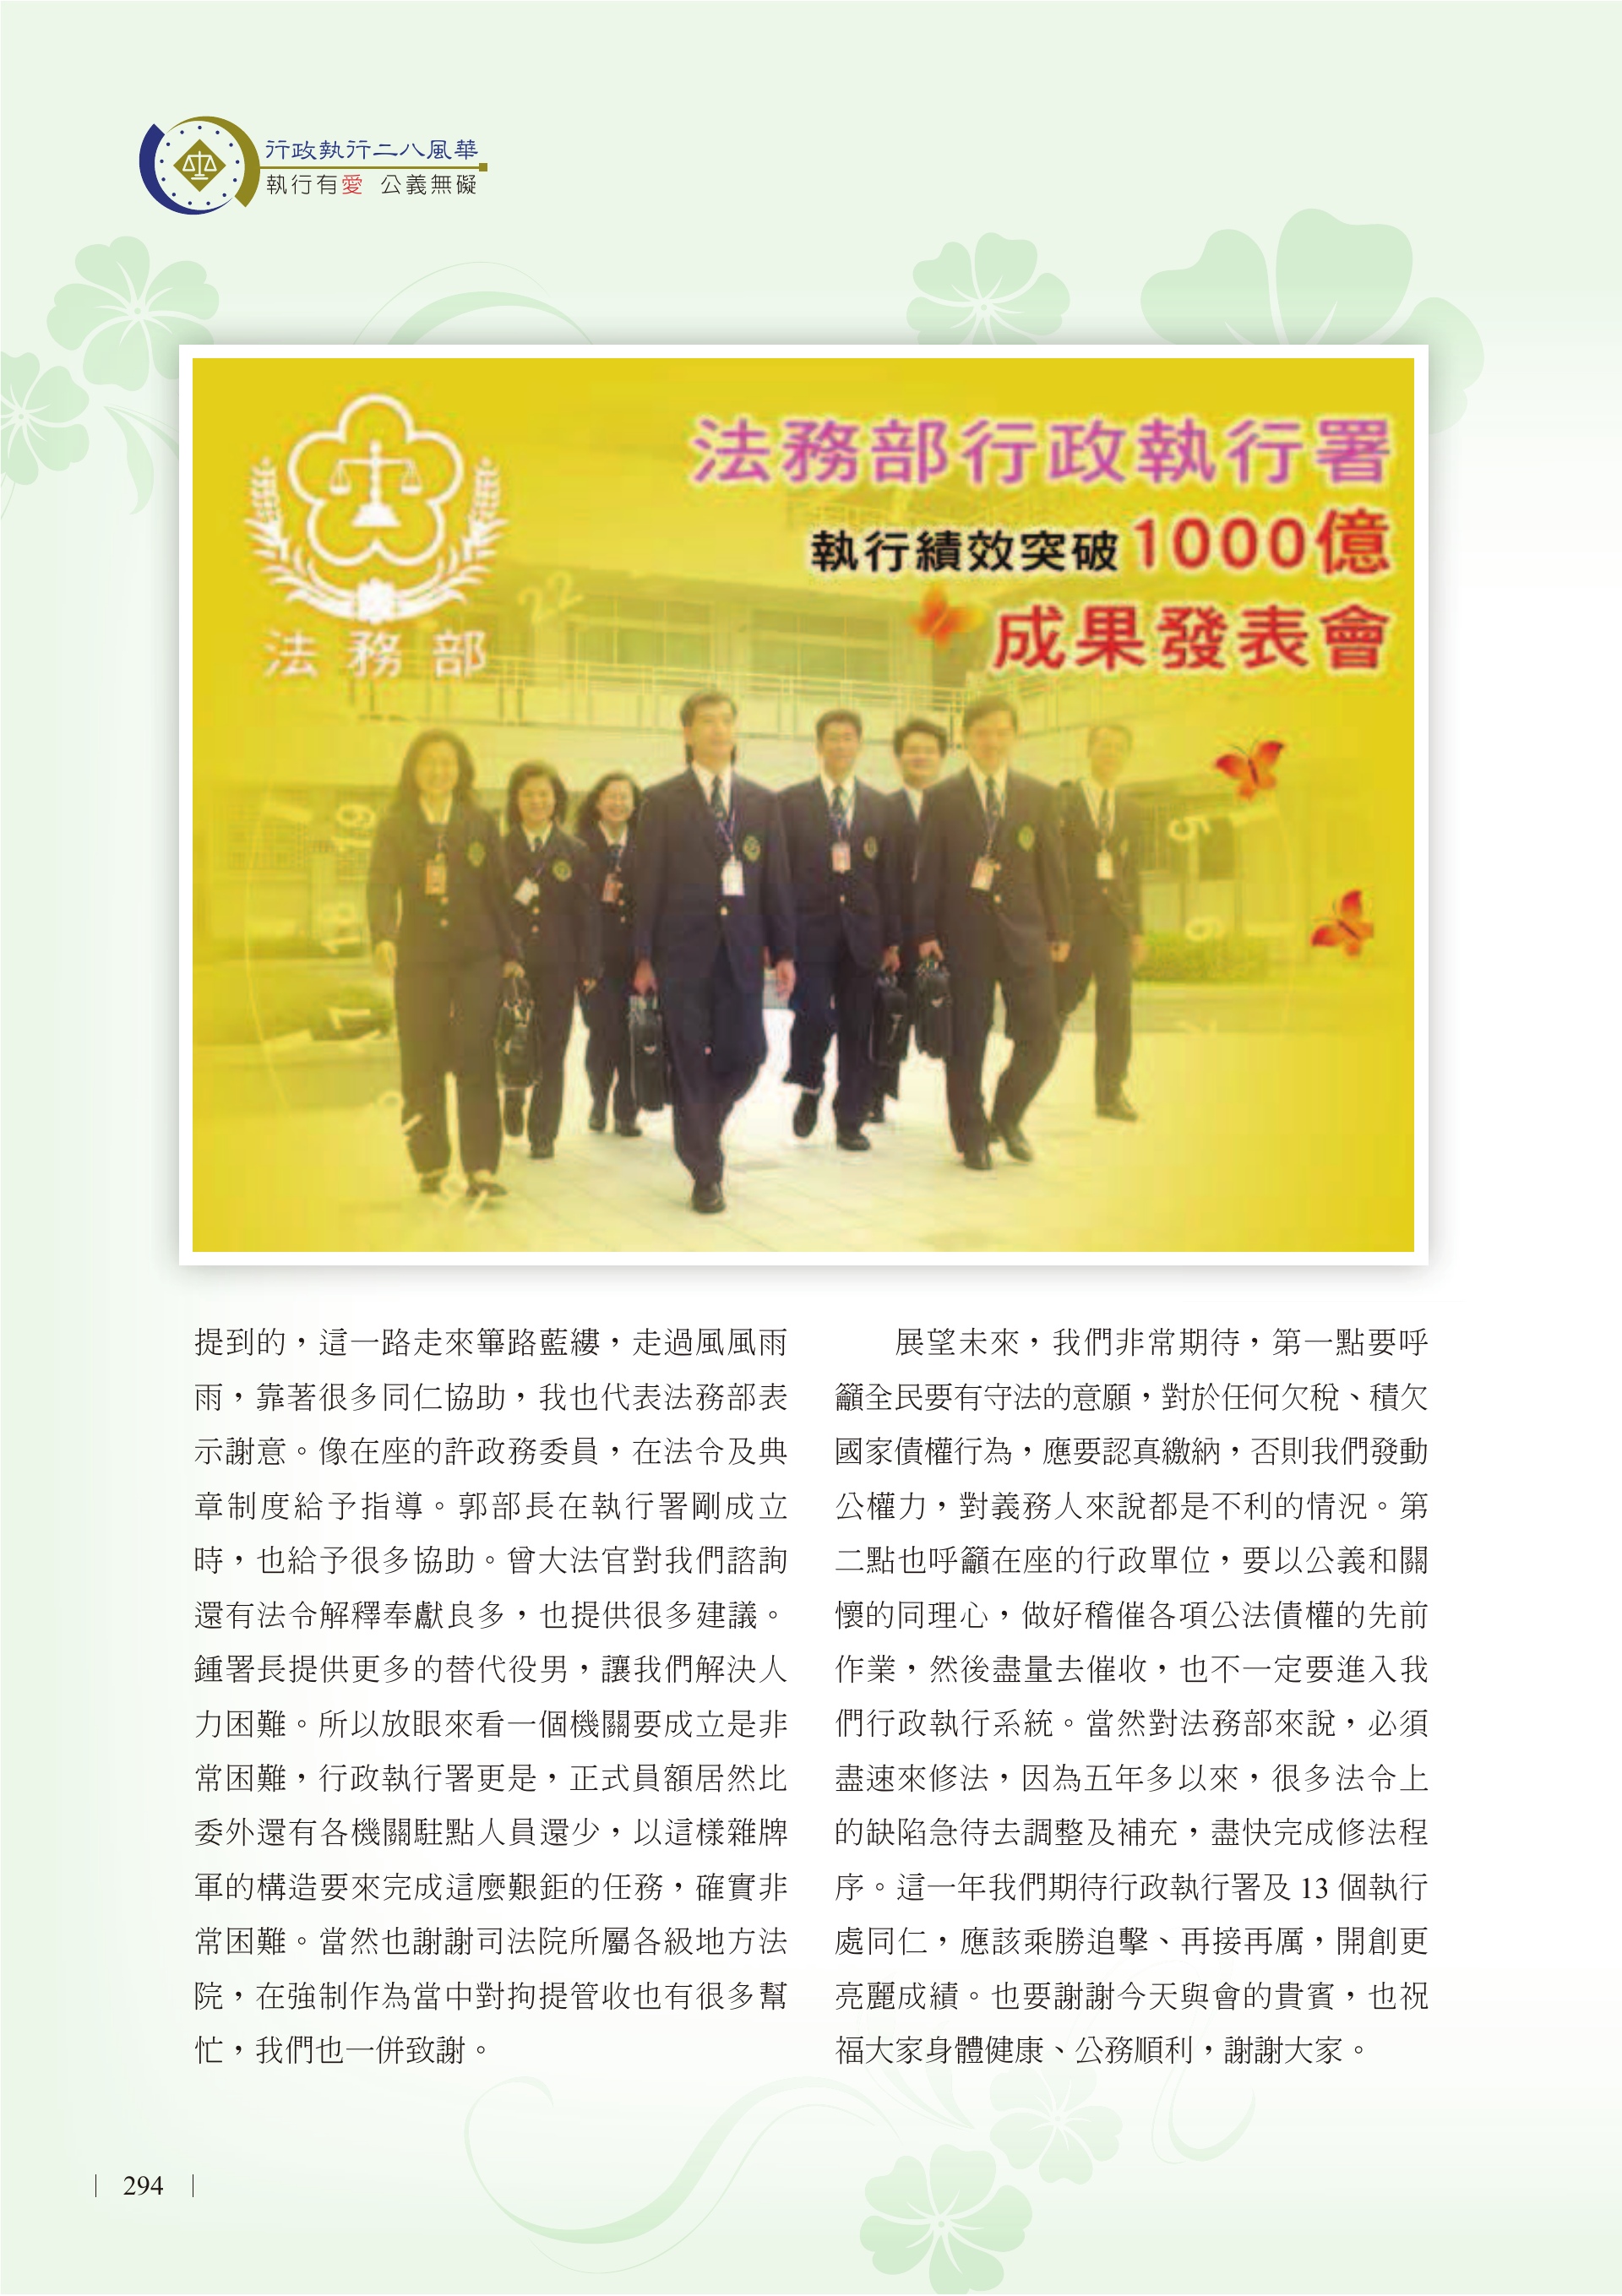 行政執行二八風華
執行有愛 公義無礙
法務部行政執行署
執行績效突破1000億
成果發表會
法務部
22
19
18
17
5
6
提到的，這一路走來篳路藍縷，走過風風雨
雨，靠著很多同仁協助，我也代表法務部表
示謝意。像在座的許政務委員，在法令及典
章制度給予指導。郭部長在執行署剛成立
時，也給予很多協助。曾大法官對我們諮詢
還有法令解釋奉獻良多，也提供很多建議。
鍾署長提供更多的替代役男，讓我們解決人
力困難。所以放眼來看一個機關要成立是非
常困難，行政執行署更是，正式員額居然比
委外還有各機關駐點人員還少，以這樣雜牌
軍的構造要來完成這麼艱鉅的任務，確實非
常困難。當然也謝謝司法院所屬各級地方法
院，在強制作為當中對拘提管收也有很多幫
忙，我們也一併致謝。
展望未來，我們非常期待，第一點要呼
籲全民要有守法的意願，對於任何欠稅、積欠
國家債權行為，應要認真繳納，否則我們發動
公權力，對義務人來說都是不利的情況。第
二點也呼籲在座的行政單位，要以公義和關
懷的同理心，做好稽催各項公法債權的先前
作業，然後盡量去催收，也不一定要進入我
們行政執行系統。當然對法務部來說，必須
盡速來修法，因為五年多以來，很多法令上
的缺陷急待去調整及補充，盡快完成修法程
序。這一年我們期待行政執行署及 13 個執行
處同仁，應該乘勝追擊、再接再厲，開創更
亮麗成績。也要謝謝今天與會的貴賓，也祝
福大家身體健康、公務順利，謝謝大家。
294